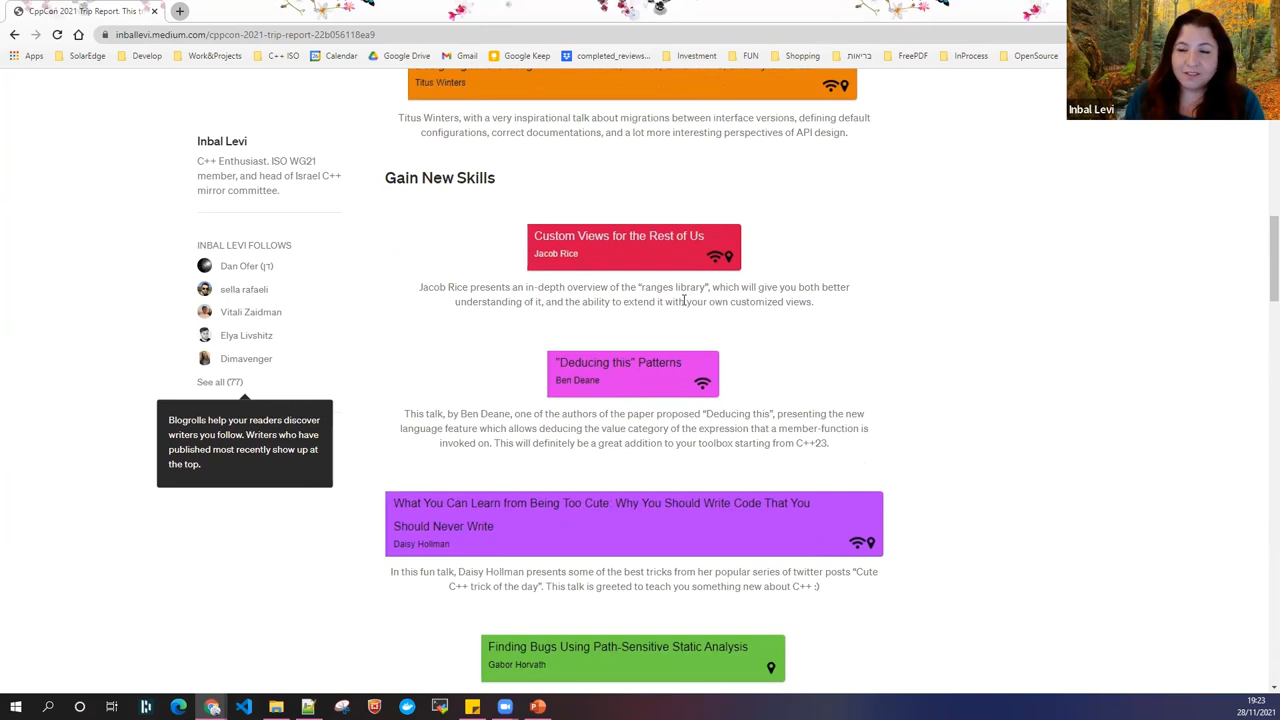 CppCon 2021 Trip Report. This
inballevi.medium.com/cppcon-2021-trip-report-22b056118ea9
Apps
SolarEdge
Develop
Work&Projects
C++ ISO
Calendar
Google Drive
Gmail
Google Keep
completed_reviews...
Investment
FUN
Shopping
בריאות
FreePDF
InProcess
OpenSource
Inbal Levi
Titus Winters
Titus Winters, with a very inspirational talk about migrations between interface versions, defining default
configurations, correct documentations, and a lot more interesting perspectives of API design.
Inbal Levi
C++ Enthusiast. ISO WG21
member, and head of Israel C++
mirror committee.
INBAL LEVI FOLLOWS
Dan Ofer (דן)
sella rafaeli
Vitali Zaidman
Elya Livshitz
Dimavenger
See all (77)
Blogrolls help your readers discover
writers you follow. Writers who have
published most recently show up at
the top.
Gain New Skills
Custom Views for the Rest of Us
Jacob Rice
Jacob Rice presents an in-depth overview of the “ranges library”, which will give you both better
understanding of it, and the ability to extend it with your own customized views.
"Deducing this" Patterns
Ben Deane
This talk, by Ben Deane, one of the authors of the paper proposed “Deducing this”, presenting the new
language feature which allows deducing the value category of the expression that a member-function is
invoked on. This will definitely be a great addition to your toolbox starting from C++23.
What You Can Learn from Being Too Cute: Why You Should Write Code That You
Should Never Write
Daisy Hollman
In this fun talk, Daisy Hollman presents some of the best tricks from her popular series of twitter posts “Cute
C++ trick of the day”. This talk is greeted to teach you something new about C++ :)
Finding Bugs Using Path-Sensitive Static Analysis
Gabor Horvath
19:23
28/11/2021